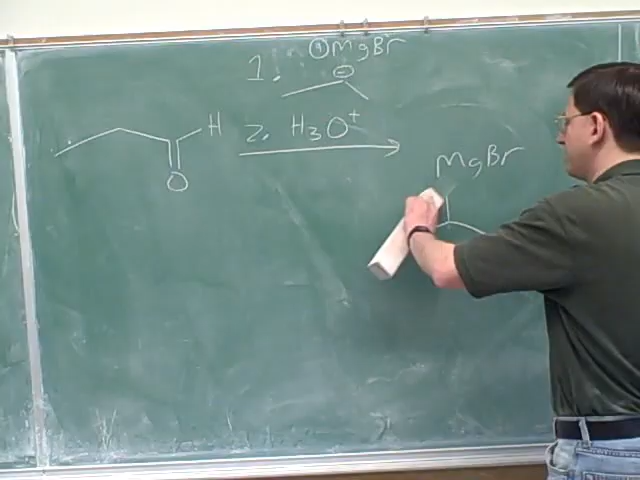 ⊕MgBr
1. ⊖
H
2. H3O+
O
MgBr